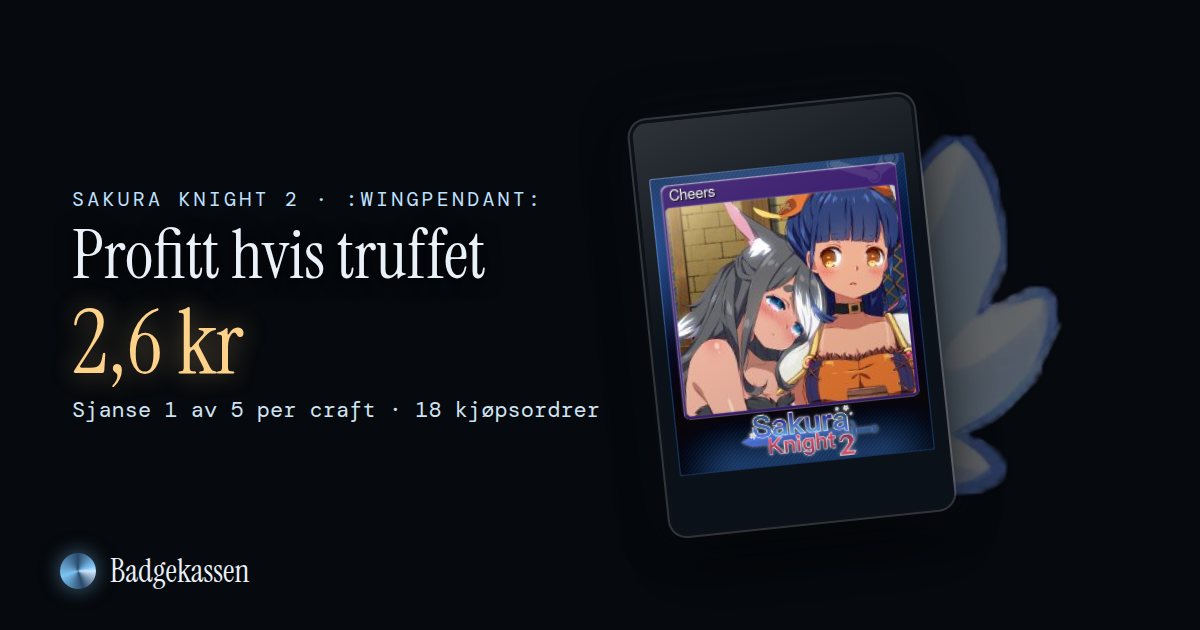 SAKURA KNIGHT 2 · :WINGPENDANT:
Profitt hvis truffet
2,6 kr
Sjanse 1 av 5 per craft · 18 kjøpsordrer
Cheers
Sakura
Knight 2
Badgekassen